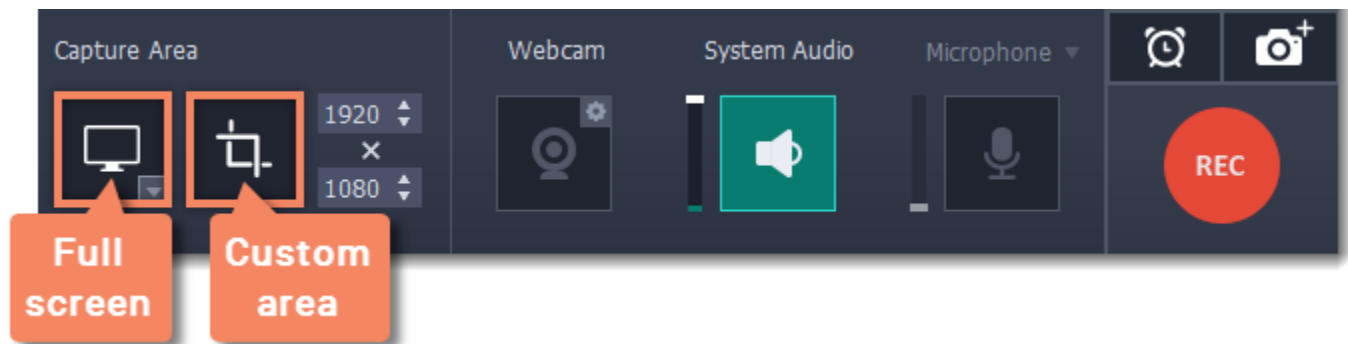 Capture Area
Webcam
System Audio
Microphone
1920
×
1080
REC
Full
screen
Custom
area